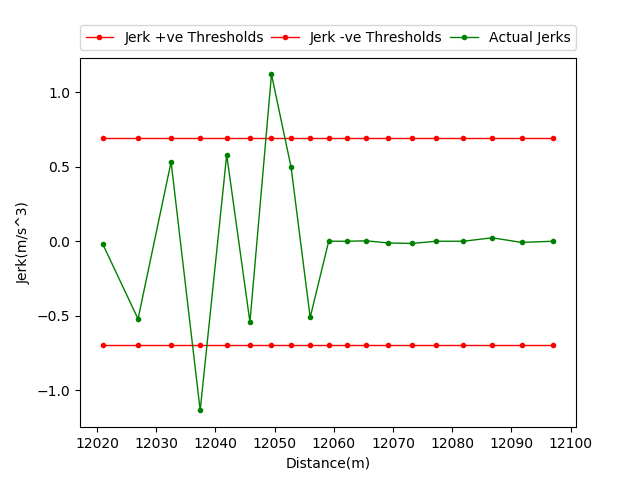 Jerk +ve Thresholds Jerk -ve Thresholds Actual Jerks
1.0
0.5
0.0
−0.5
−1.0
Jerk(m/s^3)
12020 12030 12040 12050 12060 12070 12080 12090 12100
Distance(m)